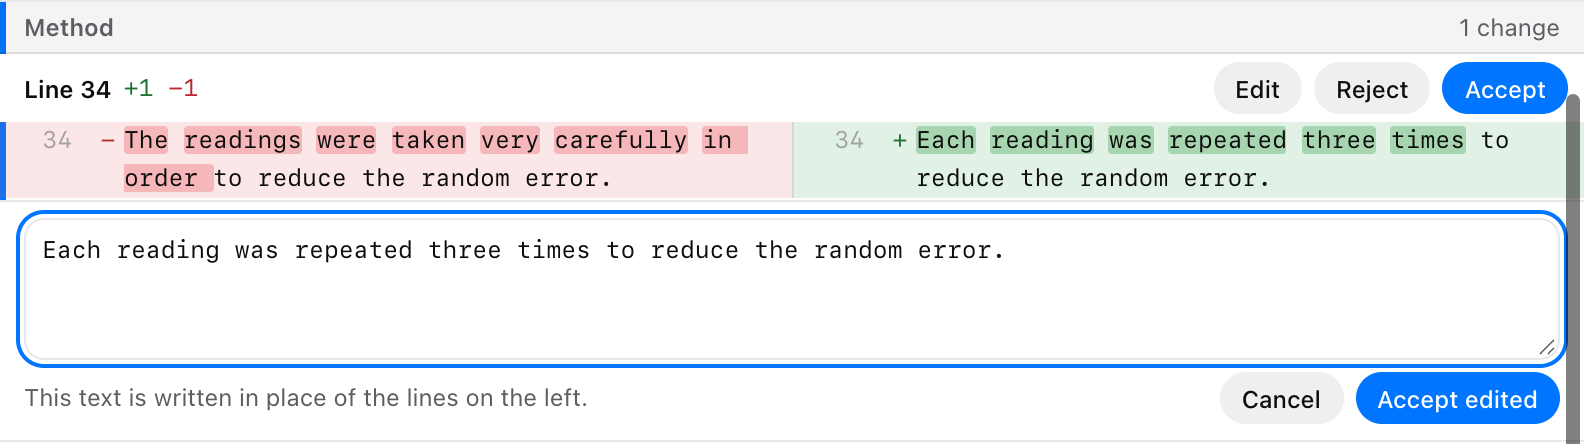 Method 1 change
Line 34 +1 −1 Edit Reject Accept
34 − The readings were taken very carefully in 34 + Each reading was repeated three times to
order to reduce the random error. reduce the random error.
Each reading was repeated three times to reduce the random error.
This text is written in place of the lines on the left. Cancel Accept edited